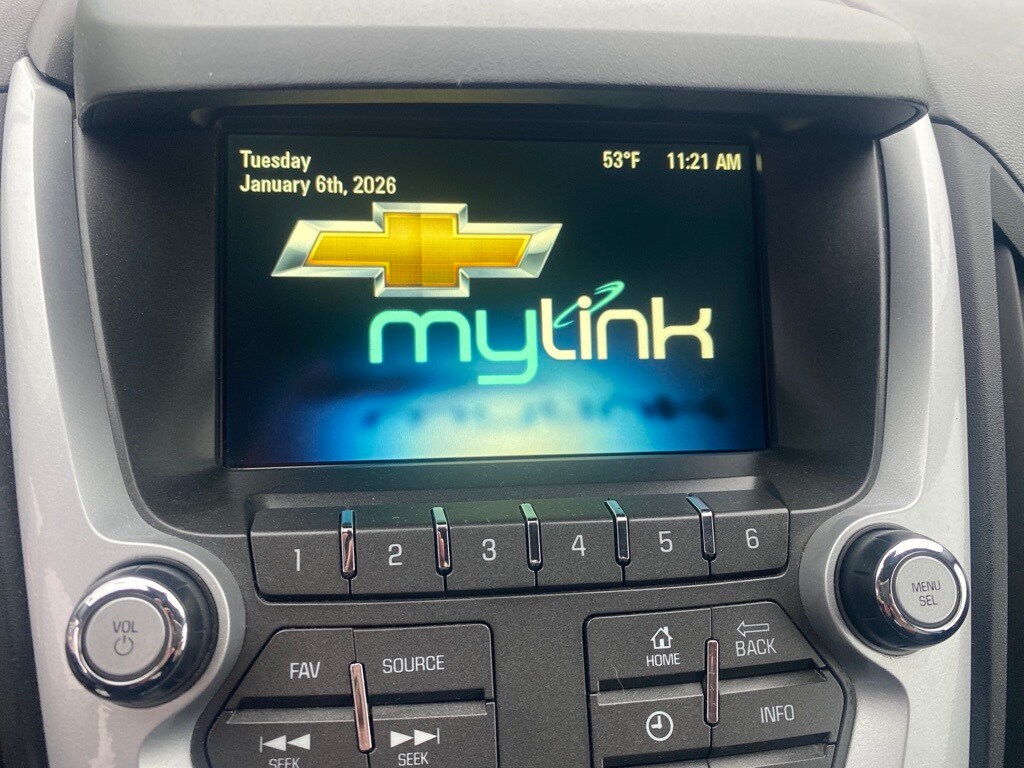 Tuesday
53°F 11:21 AM
January 6th, 2026
mylink
1 2 3 4 5 6
VOL
MENU
SEL
FAV
SOURCE
HOME
BACK
INFO
SEEK
SEEK